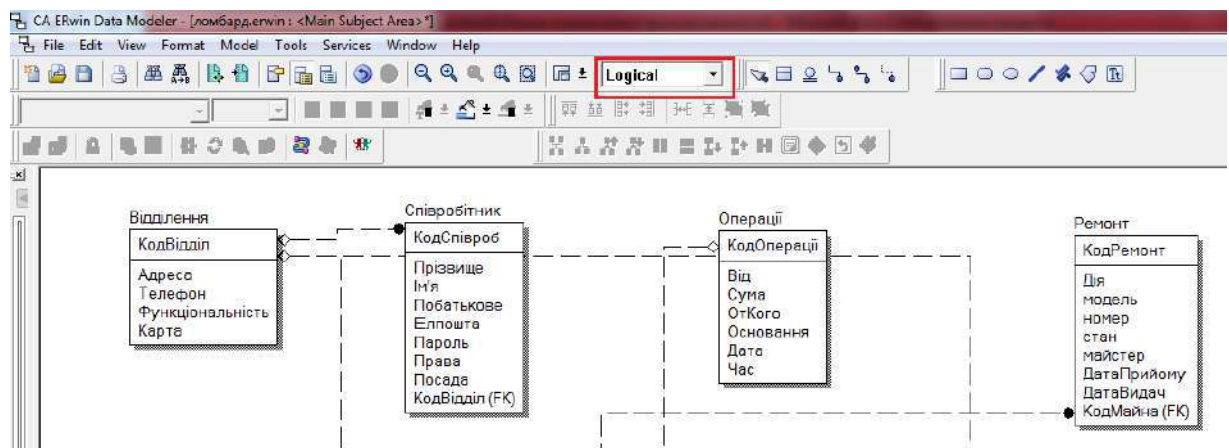 CA ERwin Data Modeler - [ломбард.erwin : <Main Subject Area>*]
File Edit View Format Model Tools Services Window Help
Logical
Відділення
КодВідділ
Адреса
Телефон
Функціональність
Карта
Співробітник
КодСпівроб
Прізвище
Ім'я
Побатькове
Елпошта
Пароль
Права
Посада
КодВідділ (FK)
Операції
КодОперації
Від
Сума
ОтКого
Основання
Дата
Час
Ремонт
КодРемонт
Дія
модель
номер
стан
майстер
ДатаПрийому
ДатаВидач
КодМайна (FK)